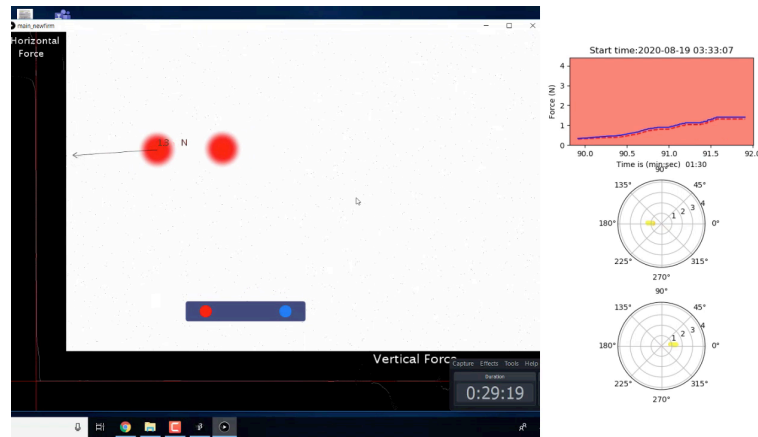 main_newfirm
Horizontal
Force
13 N
Vertical Force
Capture Effects Tools Help
Duration
0:29:19
Start time:2020-08-19 03:33:07
Force (N)
4
3
2
1
0
90.0 90.5 91.0 91.5 92.0
Time is (min:sec) 01:30
90°
135° 45°
180° 1 2 3 4 0°
225° 315°
270°
90°
135° 45°
180° 1 2 3 4 0°
225° 315°
270°